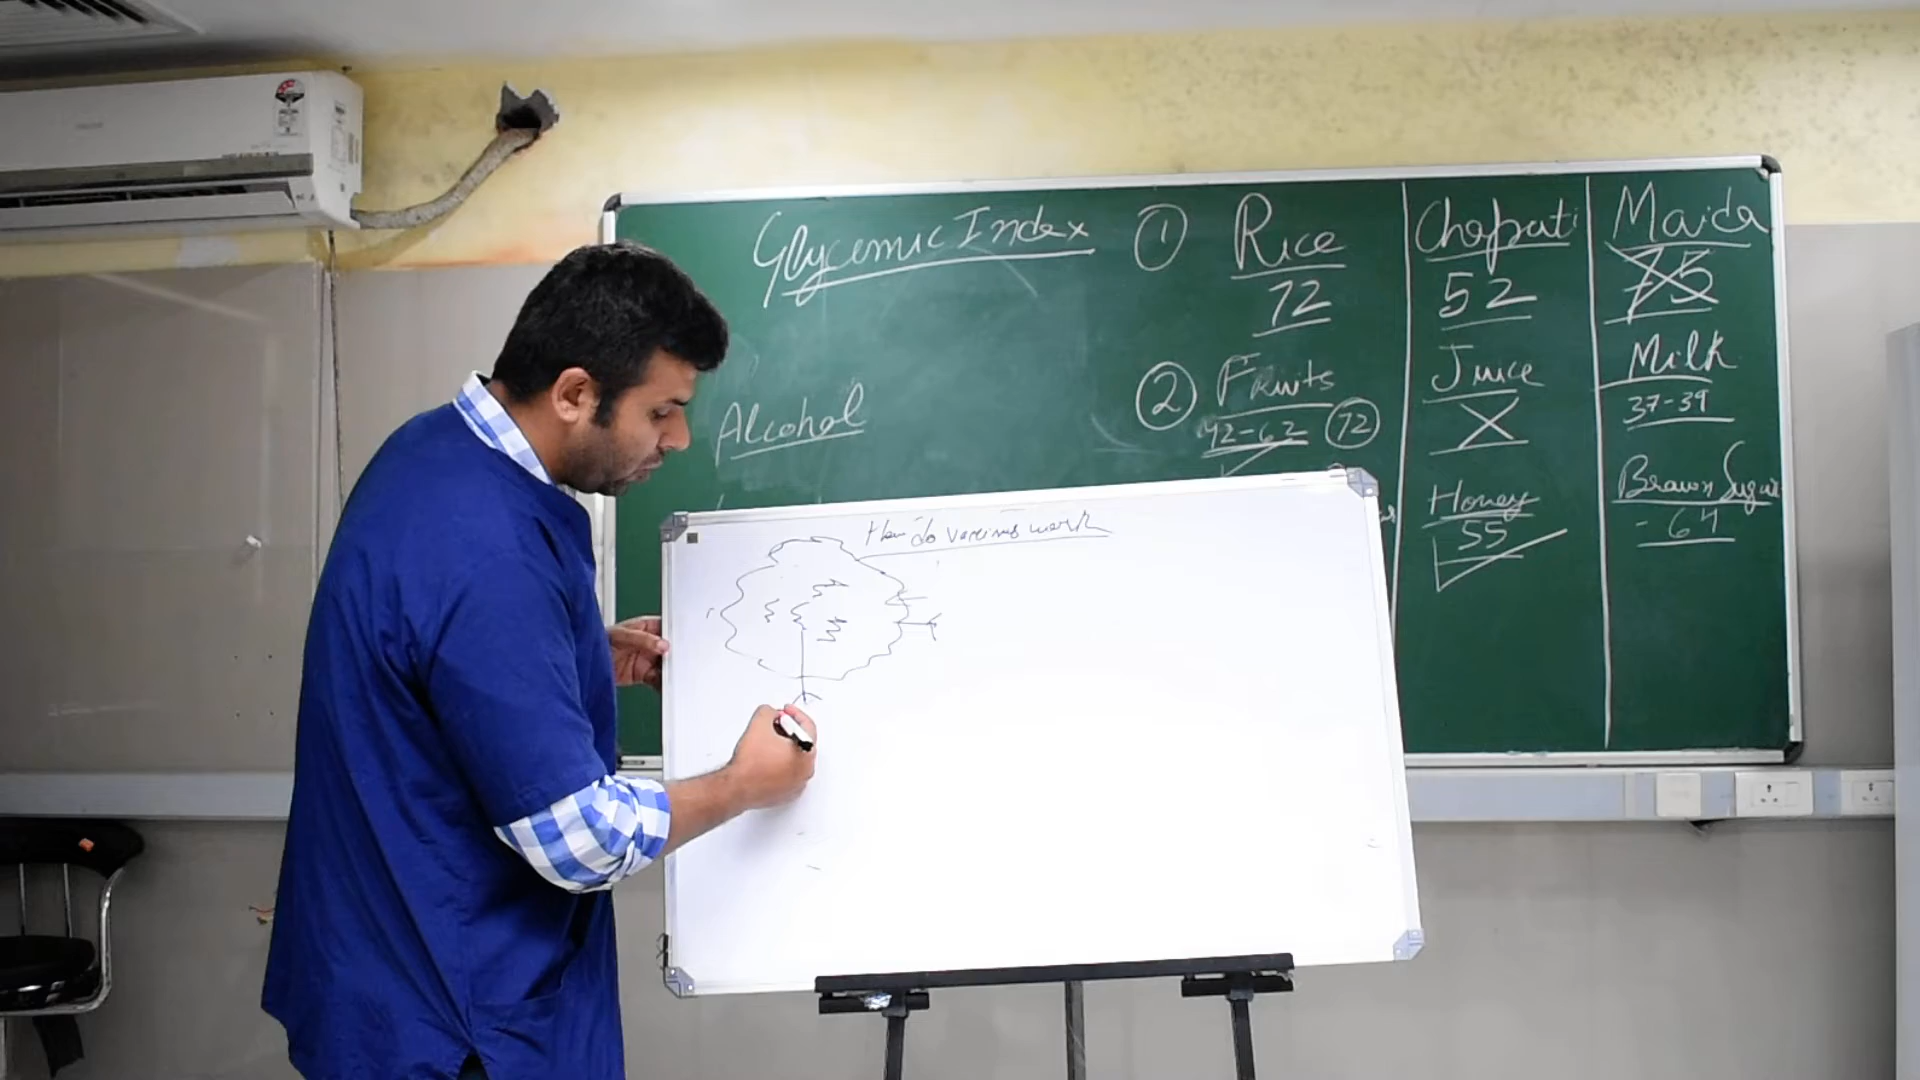 Glycemic Index ① Rice Chapati Maida
72 52 75
② Fruits Juice Milk
42-62 72 X 37-39
Alcohol
Honey Brown Sugar
55 - 64
How do vaccines work